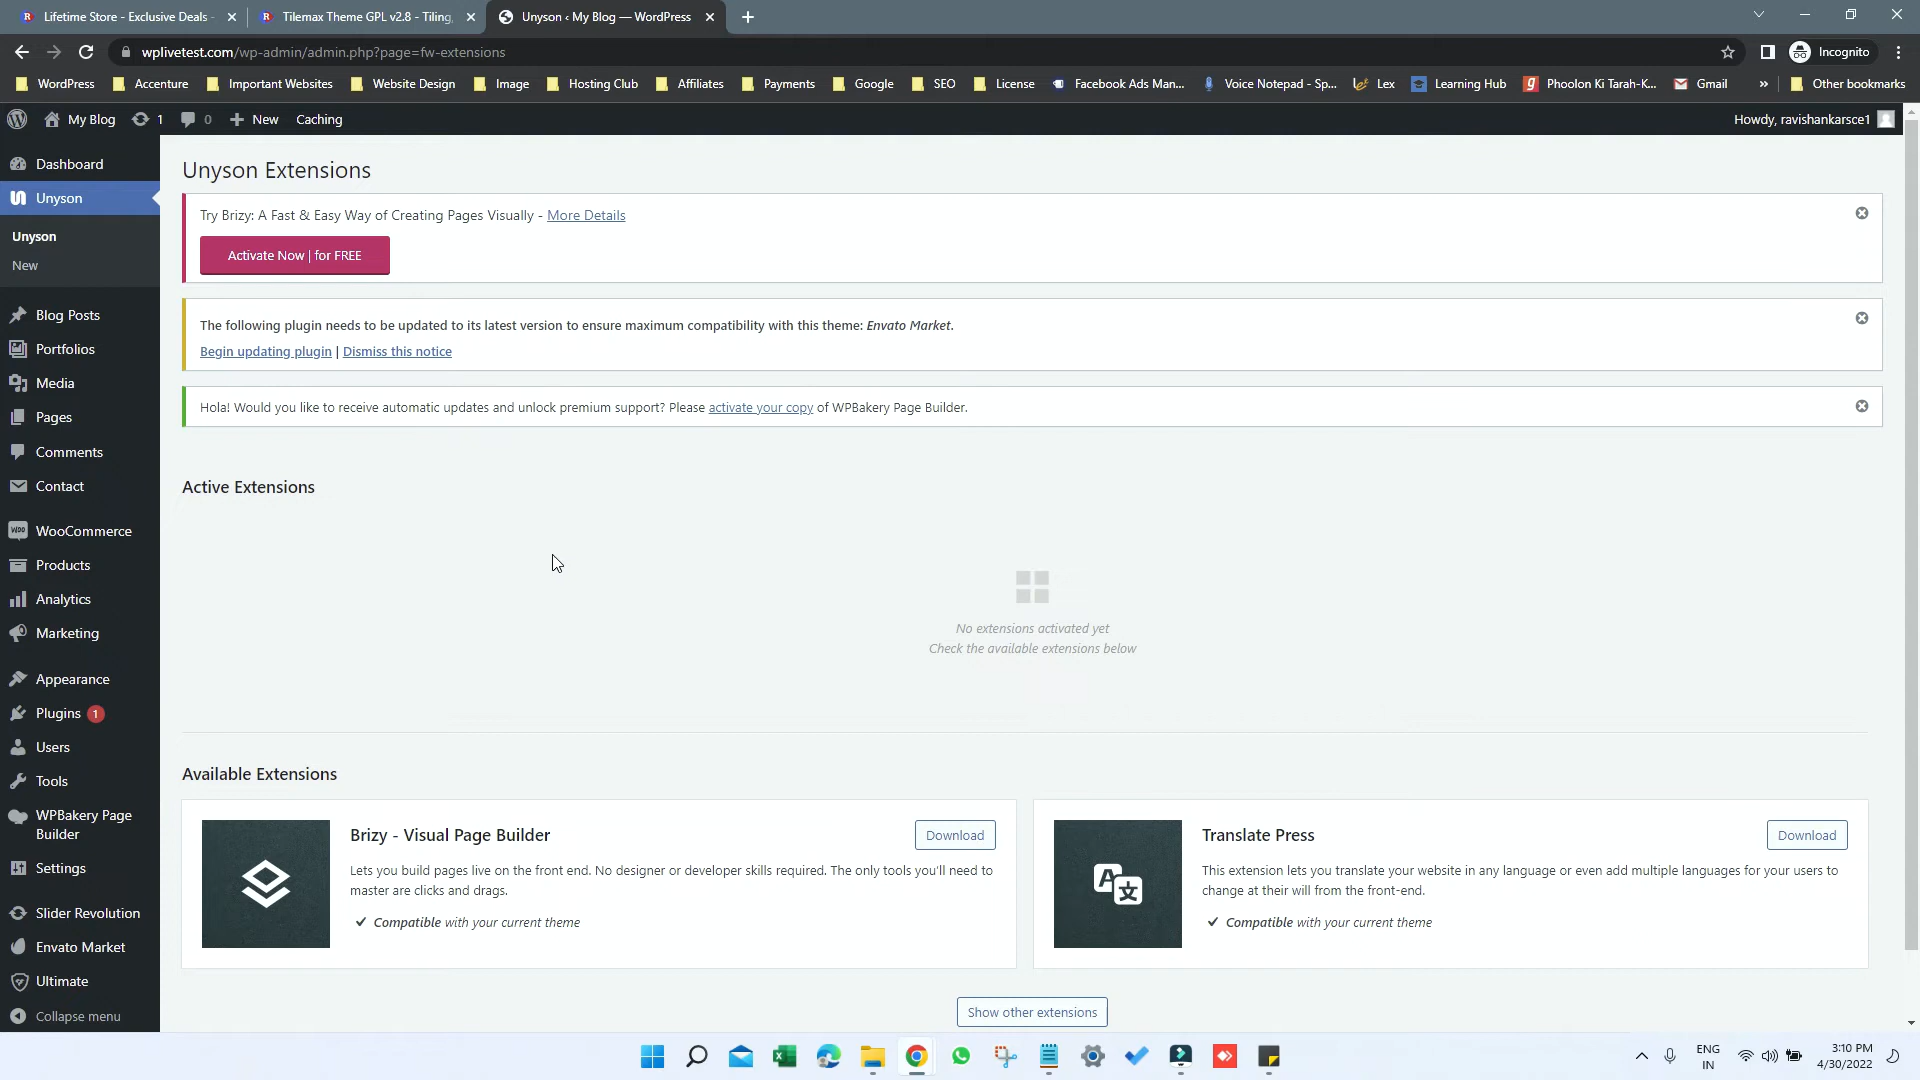 Lifetime Store - Exclusive Deals -
Tilemax Theme GPL v2.8 - Tiling,
Unyson ‹ My Blog — WordPress
wplivetest.com/wp-admin/admin.php?page=fw-extensions
Incognito
WordPress
Accenture
Important Websites
Website Design
Image
Hosting Club
Affiliates
Payments
Google
SEO
License
Facebook Ads Man...
Voice Notepad - Sp...
Lex
Learning Hub
Phoolon Ki Tarah-K...
Gmail
»
Other bookmarks
My Blog
1
0
New
Caching
Howdy, ravishankarsce1
Dashboard
Unyson
Unyson
New
Blog Posts
Portfolios
Media
Pages
Comments
Contact
WooCommerce
Products
Analytics
Marketing
Appearance
Plugins 1
Users
Tools
WPBakery Page
Builder
Settings
Slider Revolution
Envato Market
Ultimate
Collapse menu
Unyson Extensions
Try Brizy: A Fast & Easy Way of Creating Pages Visually - More Details
Activate Now | for FREE
The following plugin needs to be updated to its latest version to ensure maximum compatibility with this theme: Envato Market.
Begin updating plugin | Dismiss this notice
Hola! Would you like to receive automatic updates and unlock premium support? Please activate your copy of WPBakery Page Builder.
Active Extensions
No extensions activated yet
Check the available extensions below
Available Extensions
Brizy - Visual Page Builder
Download
Lets you build pages live on the front end. No designer or developer skills required. The only tools you'll need to
master are clicks and drags.
Compatible with your current theme
Translate Press
Download
This extension lets you translate your website in any language or even add multiple languages for your users to
change at their will from the front-end.
Compatible with your current theme
Show other extensions
ENG
IN
3:10 PM
4/30/2022